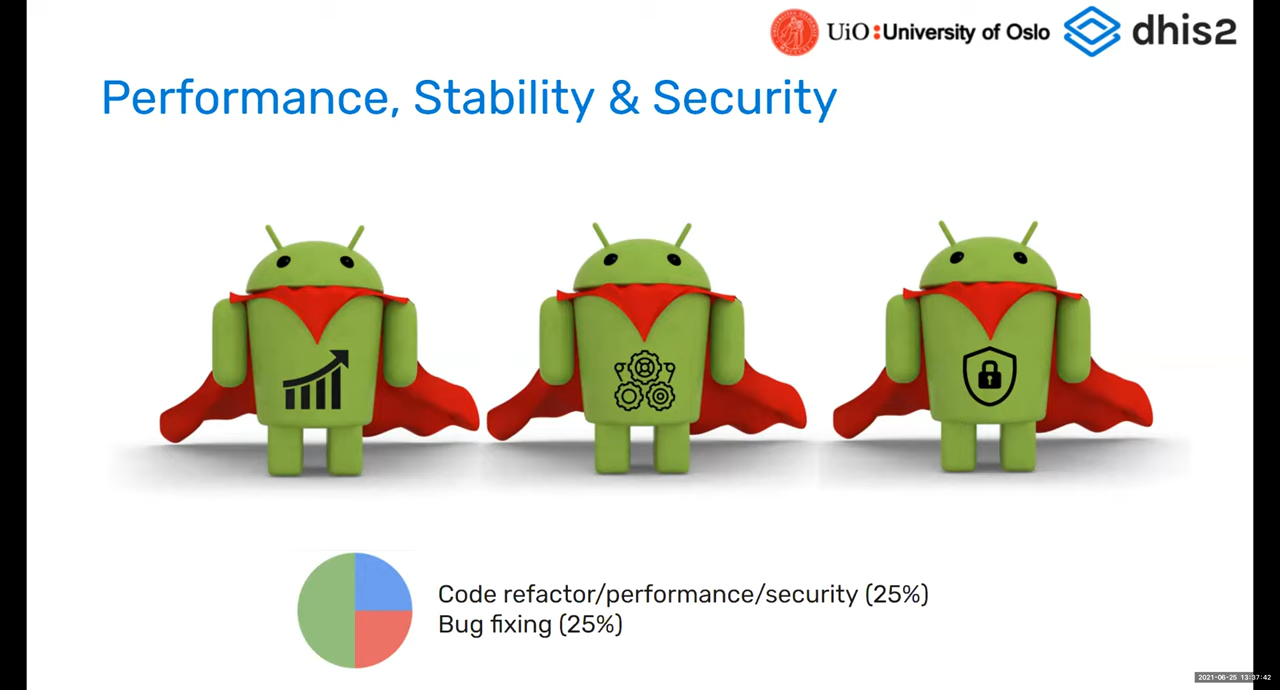 UiO:University of Oslo dhis2
Performance, Stability & Security
Code refactor/performance/security (25%)
Bug fixing (25%)
2021-06-25 13:37:42